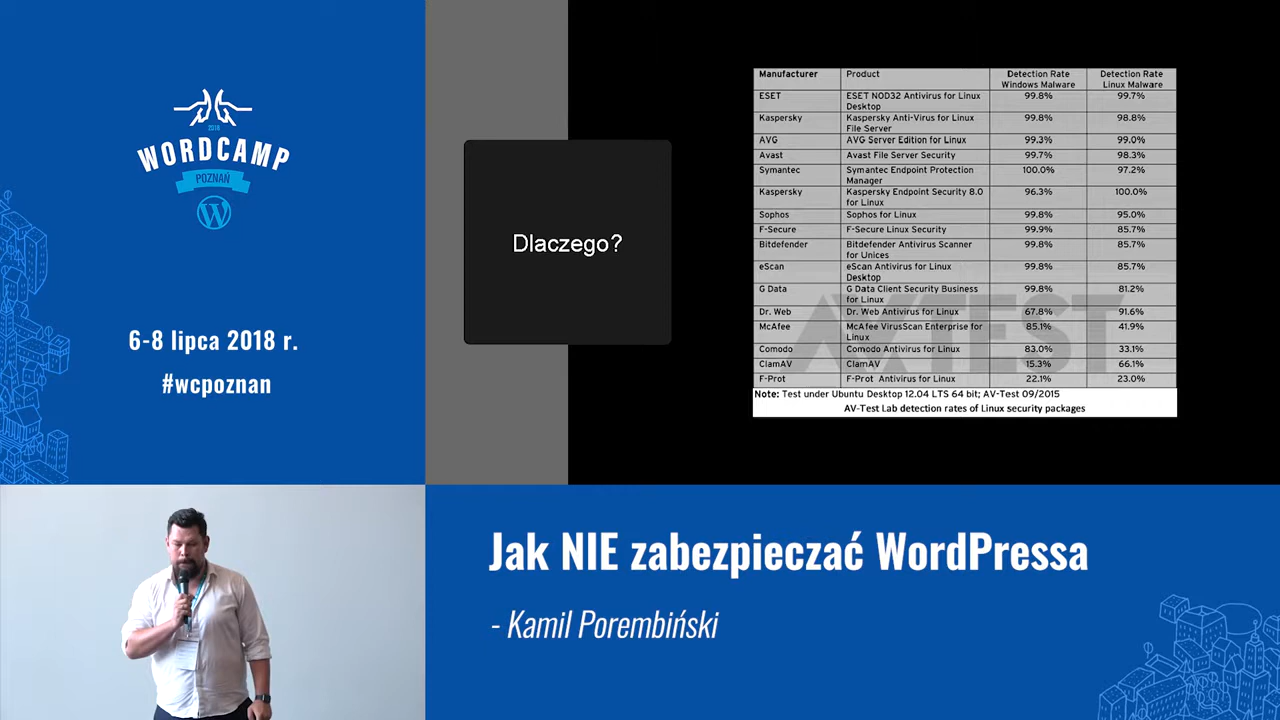 2018
WORDCAMP
POZNAŃ
6-8 lipca 2018 r.
#wcpoznan
Dlaczego?
Manufacturer Product Detection Rate Windows Malware Detection Rate Linux Malware
ESET ESET NOD32 Antivirus for Linux Desktop 99.8% 99.7%
Kaspersky Kaspersky Anti-Virus for Linux File Server 99.8% 98.8%
AVG AVG Server Edition for Linux 99.3% 99.0%
Avast Avast File Server Security 99.7% 98.3%
Symantec Symantec Endpoint Protection Manager 100.0% 97.2%
Kaspersky Kaspersky Endpoint Security 8.0 for Linux 96.3% 100.0%
Sophos Sophos for Linux 99.8% 95.0%
F-Secure F-Secure Linux Security 99.9% 85.7%
Bitdefender Bitdefender Antivirus Scanner for Unices 99.8% 85.7%
eScan eScan Antivirus for Linux Desktop 99.8% 85.7%
G Data G Data Client Security Business for Linux 99.8% 81.2%
Dr. Web Dr. Web Antivirus for Linux 67.8% 91.6%
McAfee McAfee VirusScan Enterprise for Linux 85.1% 41.9%
Comodo Comodo Antivirus for Linux 83.0% 33.1%
ClamAV ClamAV 15.3% 66.1%
F-Prot F-Prot Antivirus for Linux 22.1% 23.0%
AVTEST
Note: Test under Ubuntu Desktop 12.04 LTS 64 bit; AV-Test 09/2015
AV-Test Lab detection rates of Linux security packages
Jak NIE zabezpieczać WordPressa
- Kamil Porembiński